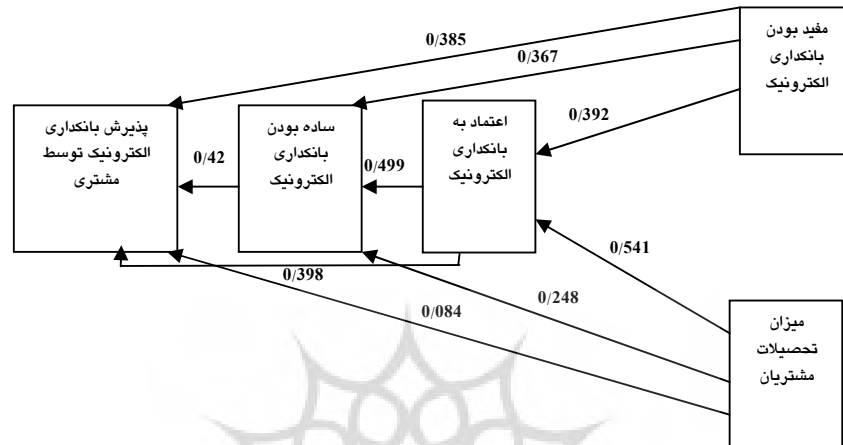 مفید بودن
بانکداری
الکترونیک
0/385
0/367
0/392
اعتماد به
بانکداری
الکترونیک
ساده بودن
بانکداری
الکترونیک
پذیرش بانکداری
الکترونیک توسط
مشتری
0/499
0/42
0/541
0/398
0/248
0/084
میزان
تحصیلات
مشتریان